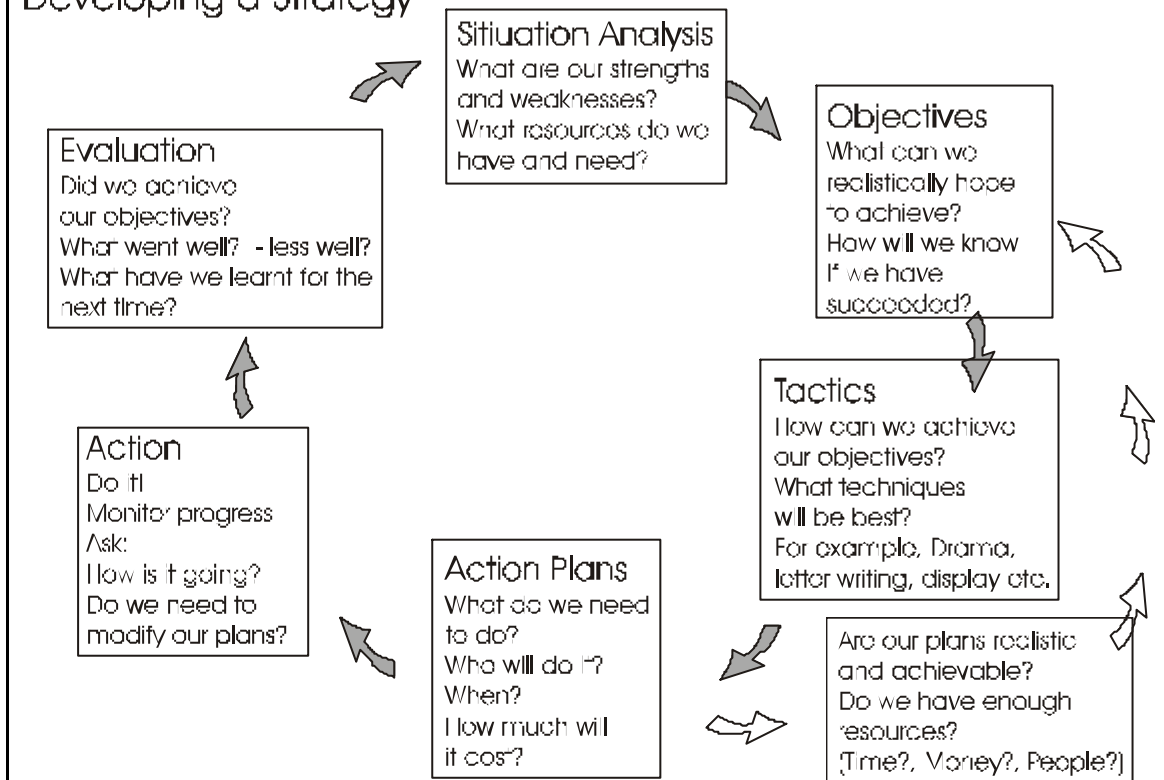 Developing a Strategy
Sitiuation Analysis
What are our strengths
and weaknesses?
What resources do we
have and need?
Objectives
What can we
realistically hope
to achieve?
How will we know
if we have
succeeded?
Tactics
How can we achieve
our objectives?
What techniques
will be best?
For example, Drama,
letter writing, display etc.
Are our plans realistic
and achievable?
Do we have enough
resources?
(Time?, Money?, People?)
Action Plans
What do we need
to do?
Who will do it?
When?
How much will
it cost?
Action
Do it!
Monitor progress
Ask:
How is it going?
Do we need to
modify our plans?
Evaluation
Did we achieve
our objectives?
What went well? - less well?
What have we learnt for the
next time?